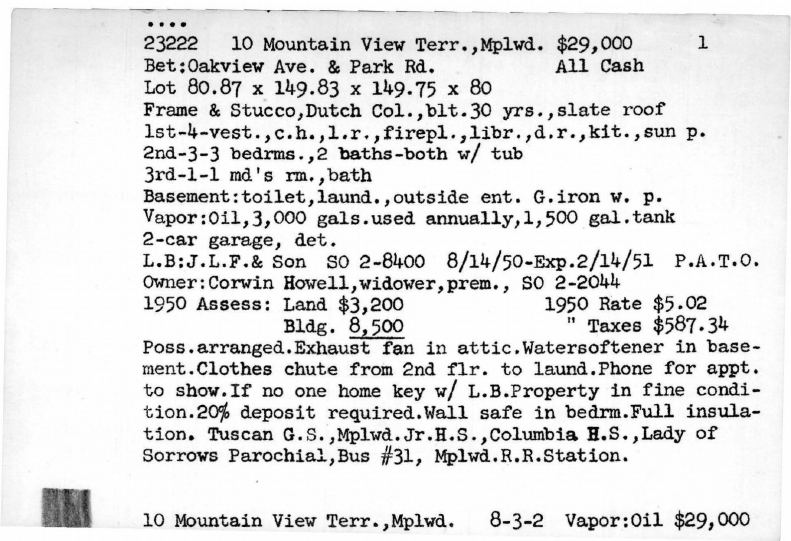 ....
23222 10 Mountain View Terr.,Mplwd. $29,000 1
Bet:Oakview Ave. & Park Rd. All Cash
Lot 80.87 x 149.83 x 149.75 x 80
Frame & Stucco,Dutch Col.,blt.30 yrs.,slate roof
1st-4-vest.,c.h.,l.r.,firepl.,libr.,d.r.,kit.,sun p.
2nd-3-3 bedrms.,2 baths-both w/ tub
3rd-1-1 md's rm.,bath
Basement:toilet,laund.,outside ent. G.iron w. p.
Vapor:Oil,3,000 gals.used annually,1,500 gal.tank
2-car garage, det.
L.B:J.L.F.& Son SO 2-8400 8/14/50-Exp.2/14/51 P.A.T.O.
Owner:Corwin Howell,widower,prem., SO 2-2044
1950 Assess: Land $3,200 1950 Rate $5.02
Bldg. 8,500 " Taxes $587.34
Poss.arranged.Exhaust fan in attic.Watersoftener in base-
ment.Clothes chute from 2nd flr. to laund.Phone for appt.
to show.If no one home key w/ L.B.Property in fine condi-
tion.20% deposit required.Wall safe in bedrm.Full insula-
tion. Tuscan G.S.,Mplwd.Jr.H.S.,Columbia H.S.,Lady of
Sorrows Parochial,Bus #31, Mplwd.R.R.Station.
10 Mountain View Terr.,Mplwd. 8-3-2 Vapor:Oil $29,000